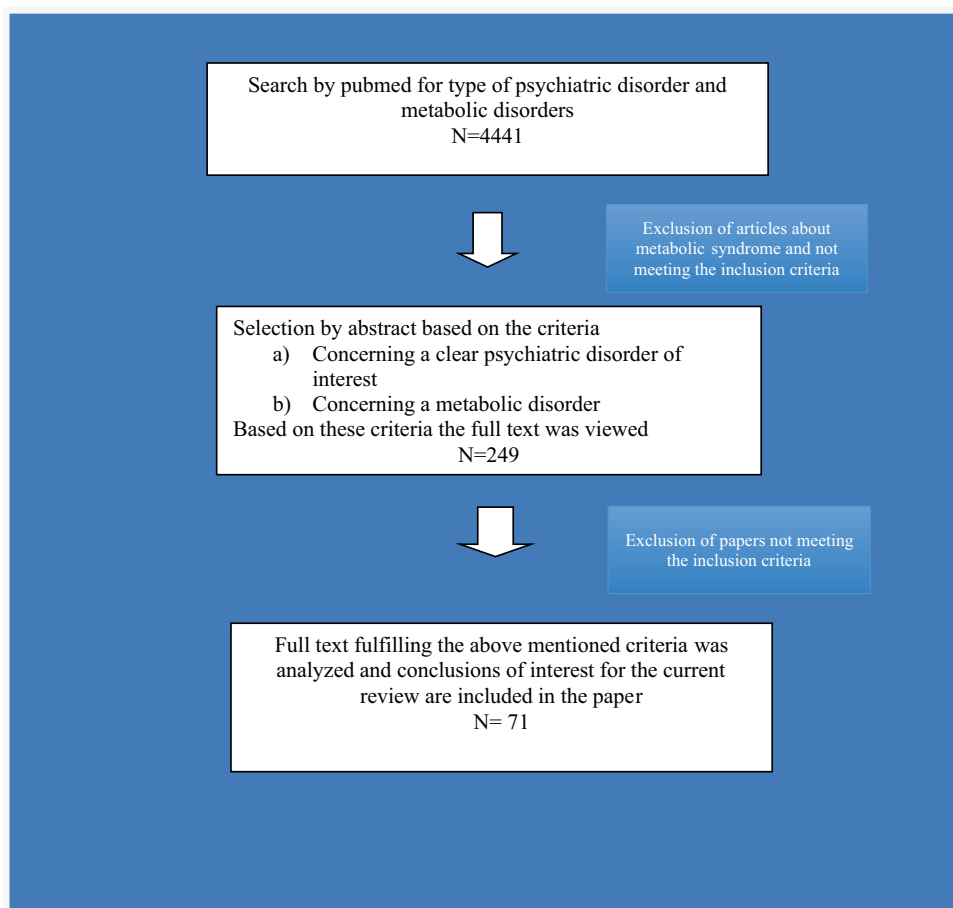 Search by pubmed for type of psychiatric disorder and
metabolic disorders
N=4441
Exclusion of articles about
metabolic syndrome and not
meeting the inclusion criteria
Selection by abstract based on the criteria
a) Concerning a clear psychiatric disorder of
interest
b) Concerning a metabolic disorder
Based on these criteria the full text was viewed
N=249
Exclusion of papers not meeting
the inclusion criteria
Full text fulfilling the above mentioned criteria was
analyzed and conclusions of interest for the current
review are included in the paper
N= 71